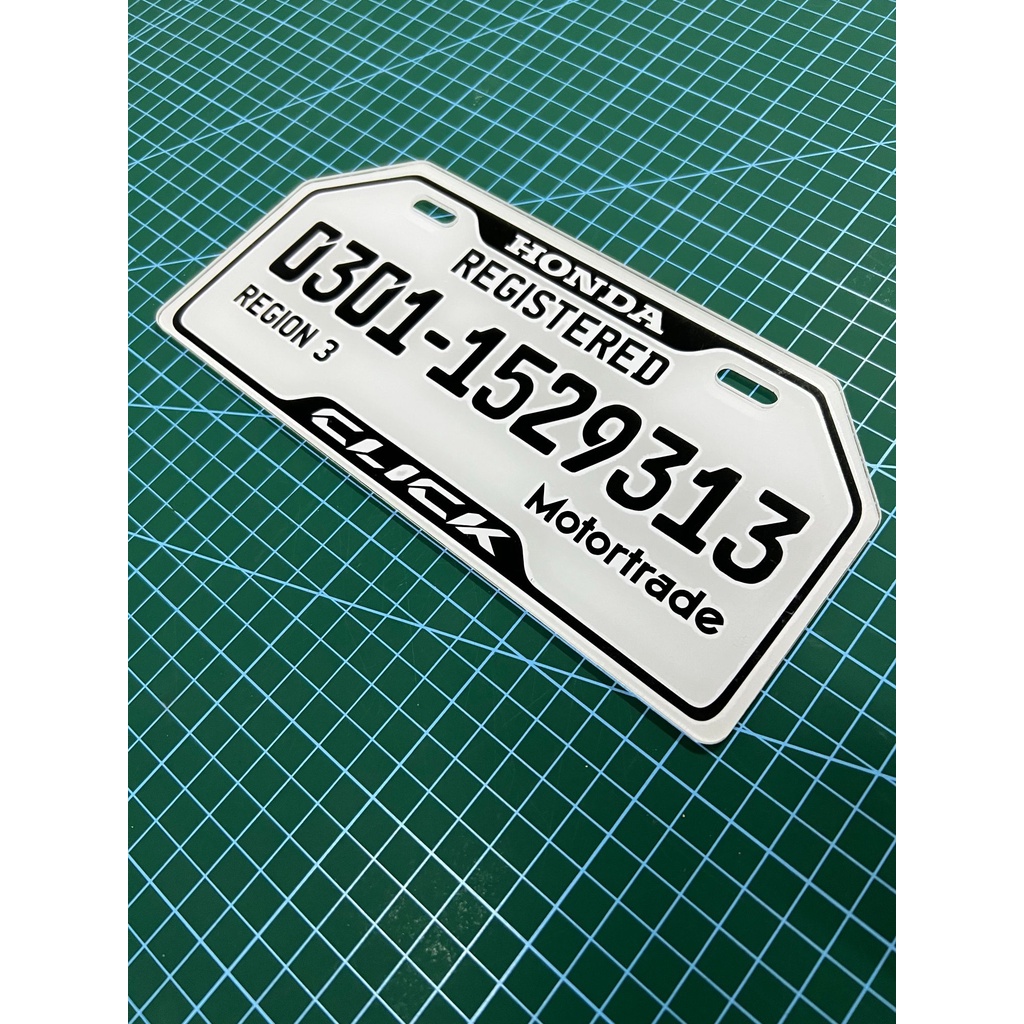 HONDA
REGISTERED
0301-1529313
REGION 3
Motortrade
CLICK